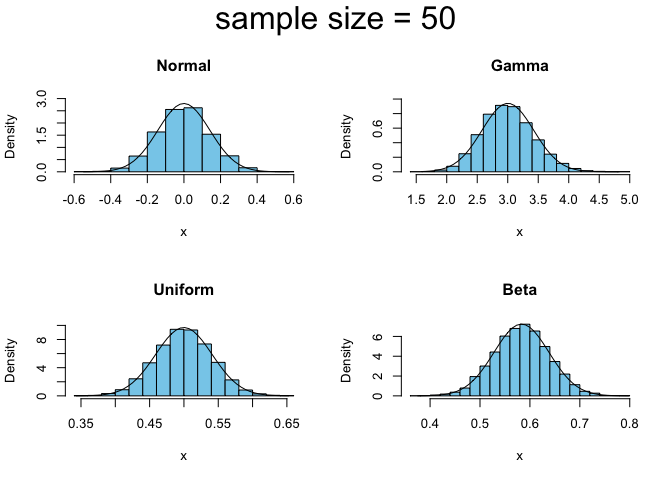 sample size = 50
Normal
Density
0.0 1.5 3.0
-0.6 -0.4 -0.2 0.0 0.2 0.4 0.6
x
Gamma
Density
0.0 0.6
1.5 2.0 2.5 3.0 3.5 4.0 4.5 5.0
x
Uniform
Density
0 4 8
0.35 0.45 0.55 0.65
x
Beta
Density
0 2 4 6
0.4 0.5 0.6 0.7 0.8
x